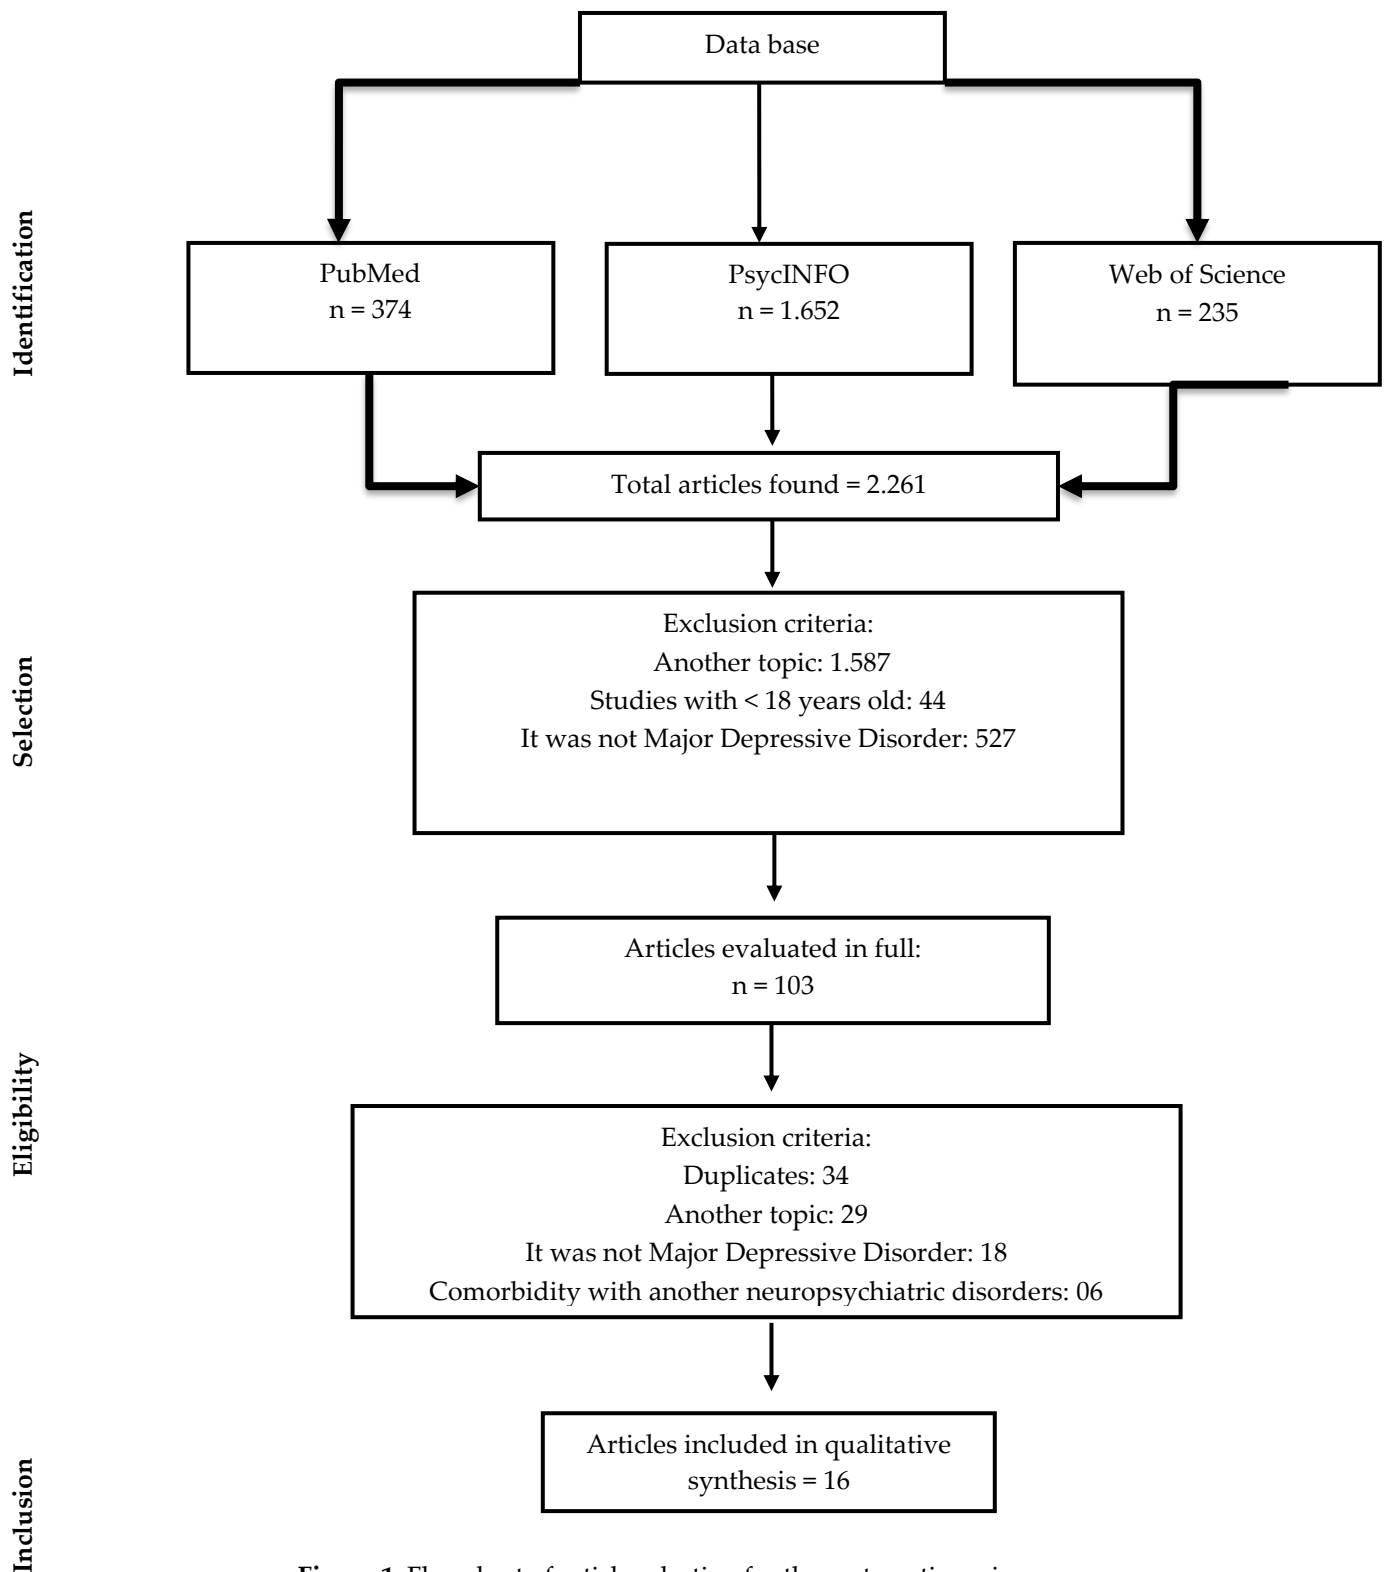 Data base
Identification
PubMed
n = 374
PsycINFO
n = 1.652
Web of Science
n = 235
Total articles found = 2.261
Selection
Exclusion criteria:
Another topic: 1.587
Studies with < 18 years old: 44
It was not Major Depressive Disorder: 527
Articles evaluated in full:
n = 103
Eligibility
Exclusion criteria:
Duplicates: 34
Another topic: 29
It was not Major Depressive Disorder: 18
Comorbidity with another neuropsychiatric disorders: 06
Inclusion
Articles included in qualitative
synthesis = 16